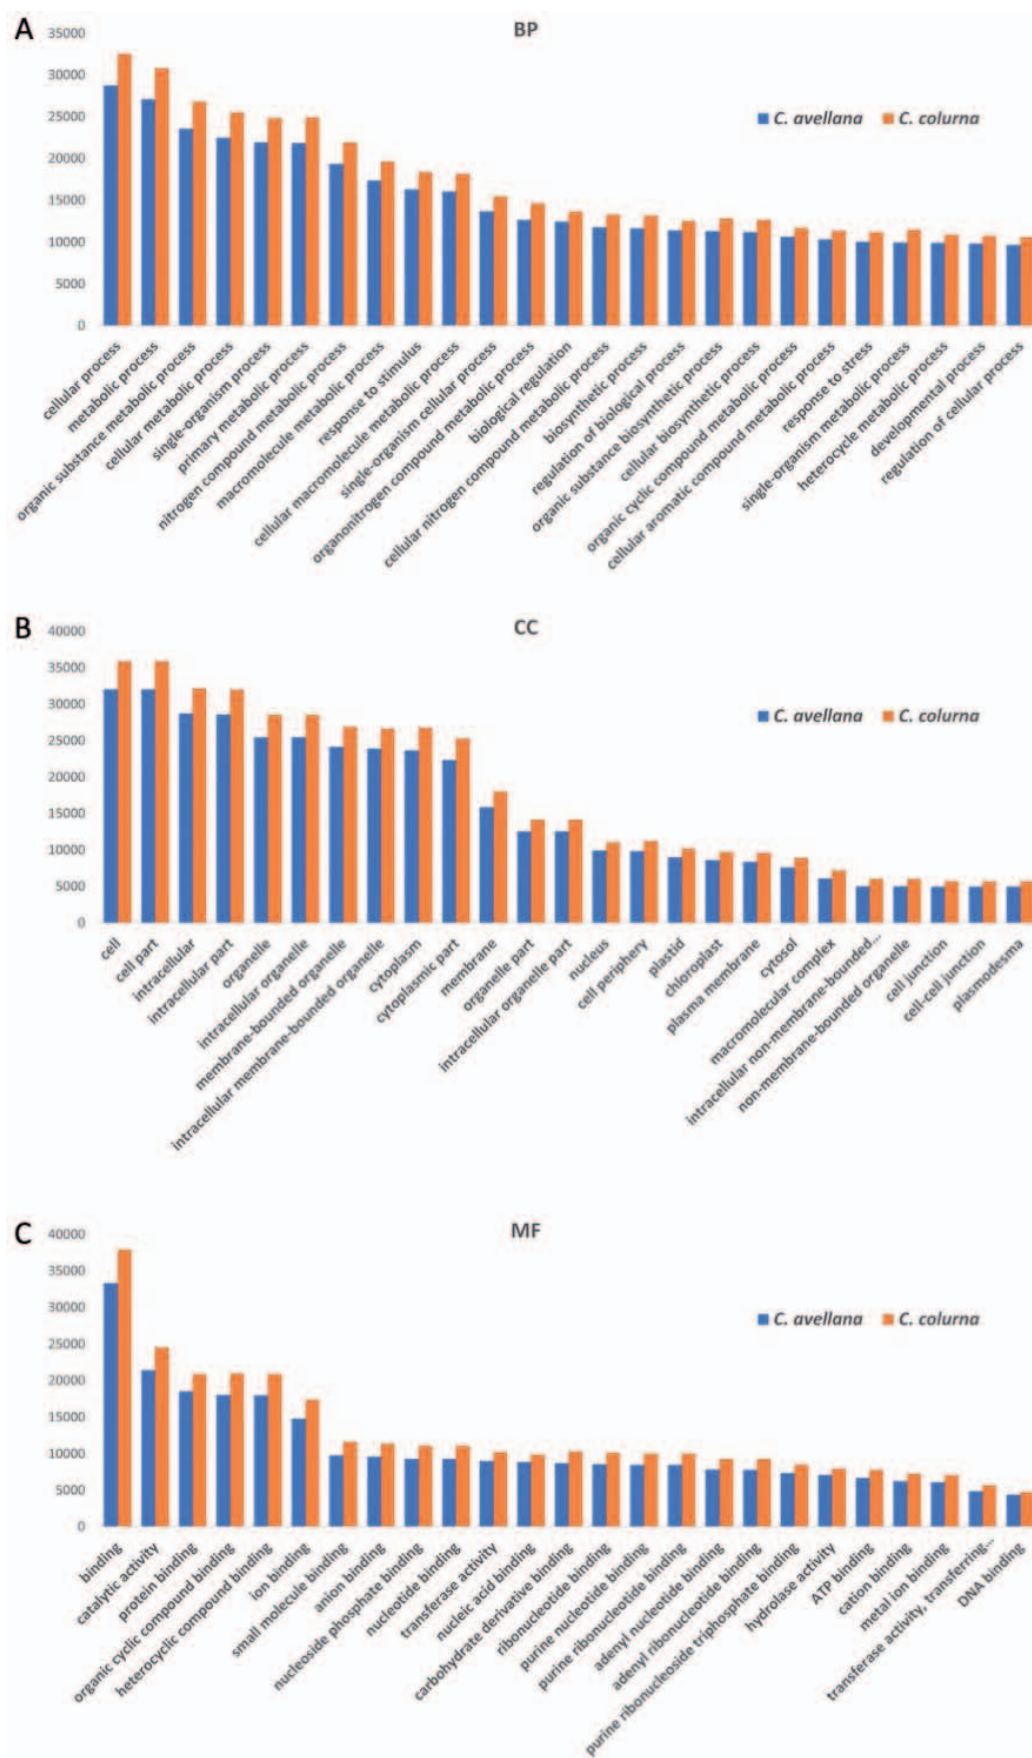 A
BP
35000
30000
25000
20000
15000
10000
5000
0
C. avellana
C. colurna
cellular process
metabolic process
organic substance metabolic process
cellular metabolic process
single-organism process
primary metabolic process
nitrogen compound metabolic process
macromolecule metabolic process
response to stimulus
cellular macromolecule metabolic process
single-organism cellular process
organonitrogen compound metabolic process
biological regulation
cellular nitrogen compound metabolic process
biosynthetic process
regulation of biological process
organic substance biosynthetic process
cellular biosynthetic process
organic cyclic compound metabolic process
cellular aromatic compound metabolic process
response to stress
single-organism metabolic process
heterocycle metabolic process
developmental process
regulation of cellular process
B
CC
40000
35000
30000
25000
20000
15000
10000
5000
0
C. avellana
C. colurna
cell
cell part
intracellular
intracellular part
organelle
intracellular organelle
membrane-bounded organelle
intracellular membrane-bounded organelle
cytoplasm
cytoplasmic part
membrane
organelle part
intracellular organelle part
nucleus
cell periphery
plastid
chloroplast
plasma membrane
cytosol
macromolecular complex
intracellular non-membrane-bounded...
non-membrane-bounded organelle
cell junction
cell-cell junction
plasmodesma
C
MF
40000
35000
30000
25000
20000
15000
10000
5000
0
C. avellana
C. colurna
binding
catalytic activity
protein binding
organic cyclic compound binding
heterocyclic compound binding
ion binding
small molecule binding
anion binding
nucleoside phosphate binding
nucleotide binding
transferase activity
nucleic acid binding
carbohydrate derivative binding
ribonucleotide binding
purine nucleotide binding
purine ribonucleotide binding
adenyl nucleotide binding
adenyl ribonucleotide binding
purine ribonucleoside triphosphate binding
hydrolase activity
ATP binding
cation binding
metal ion binding
transferase activity, transferring...
DNA binding